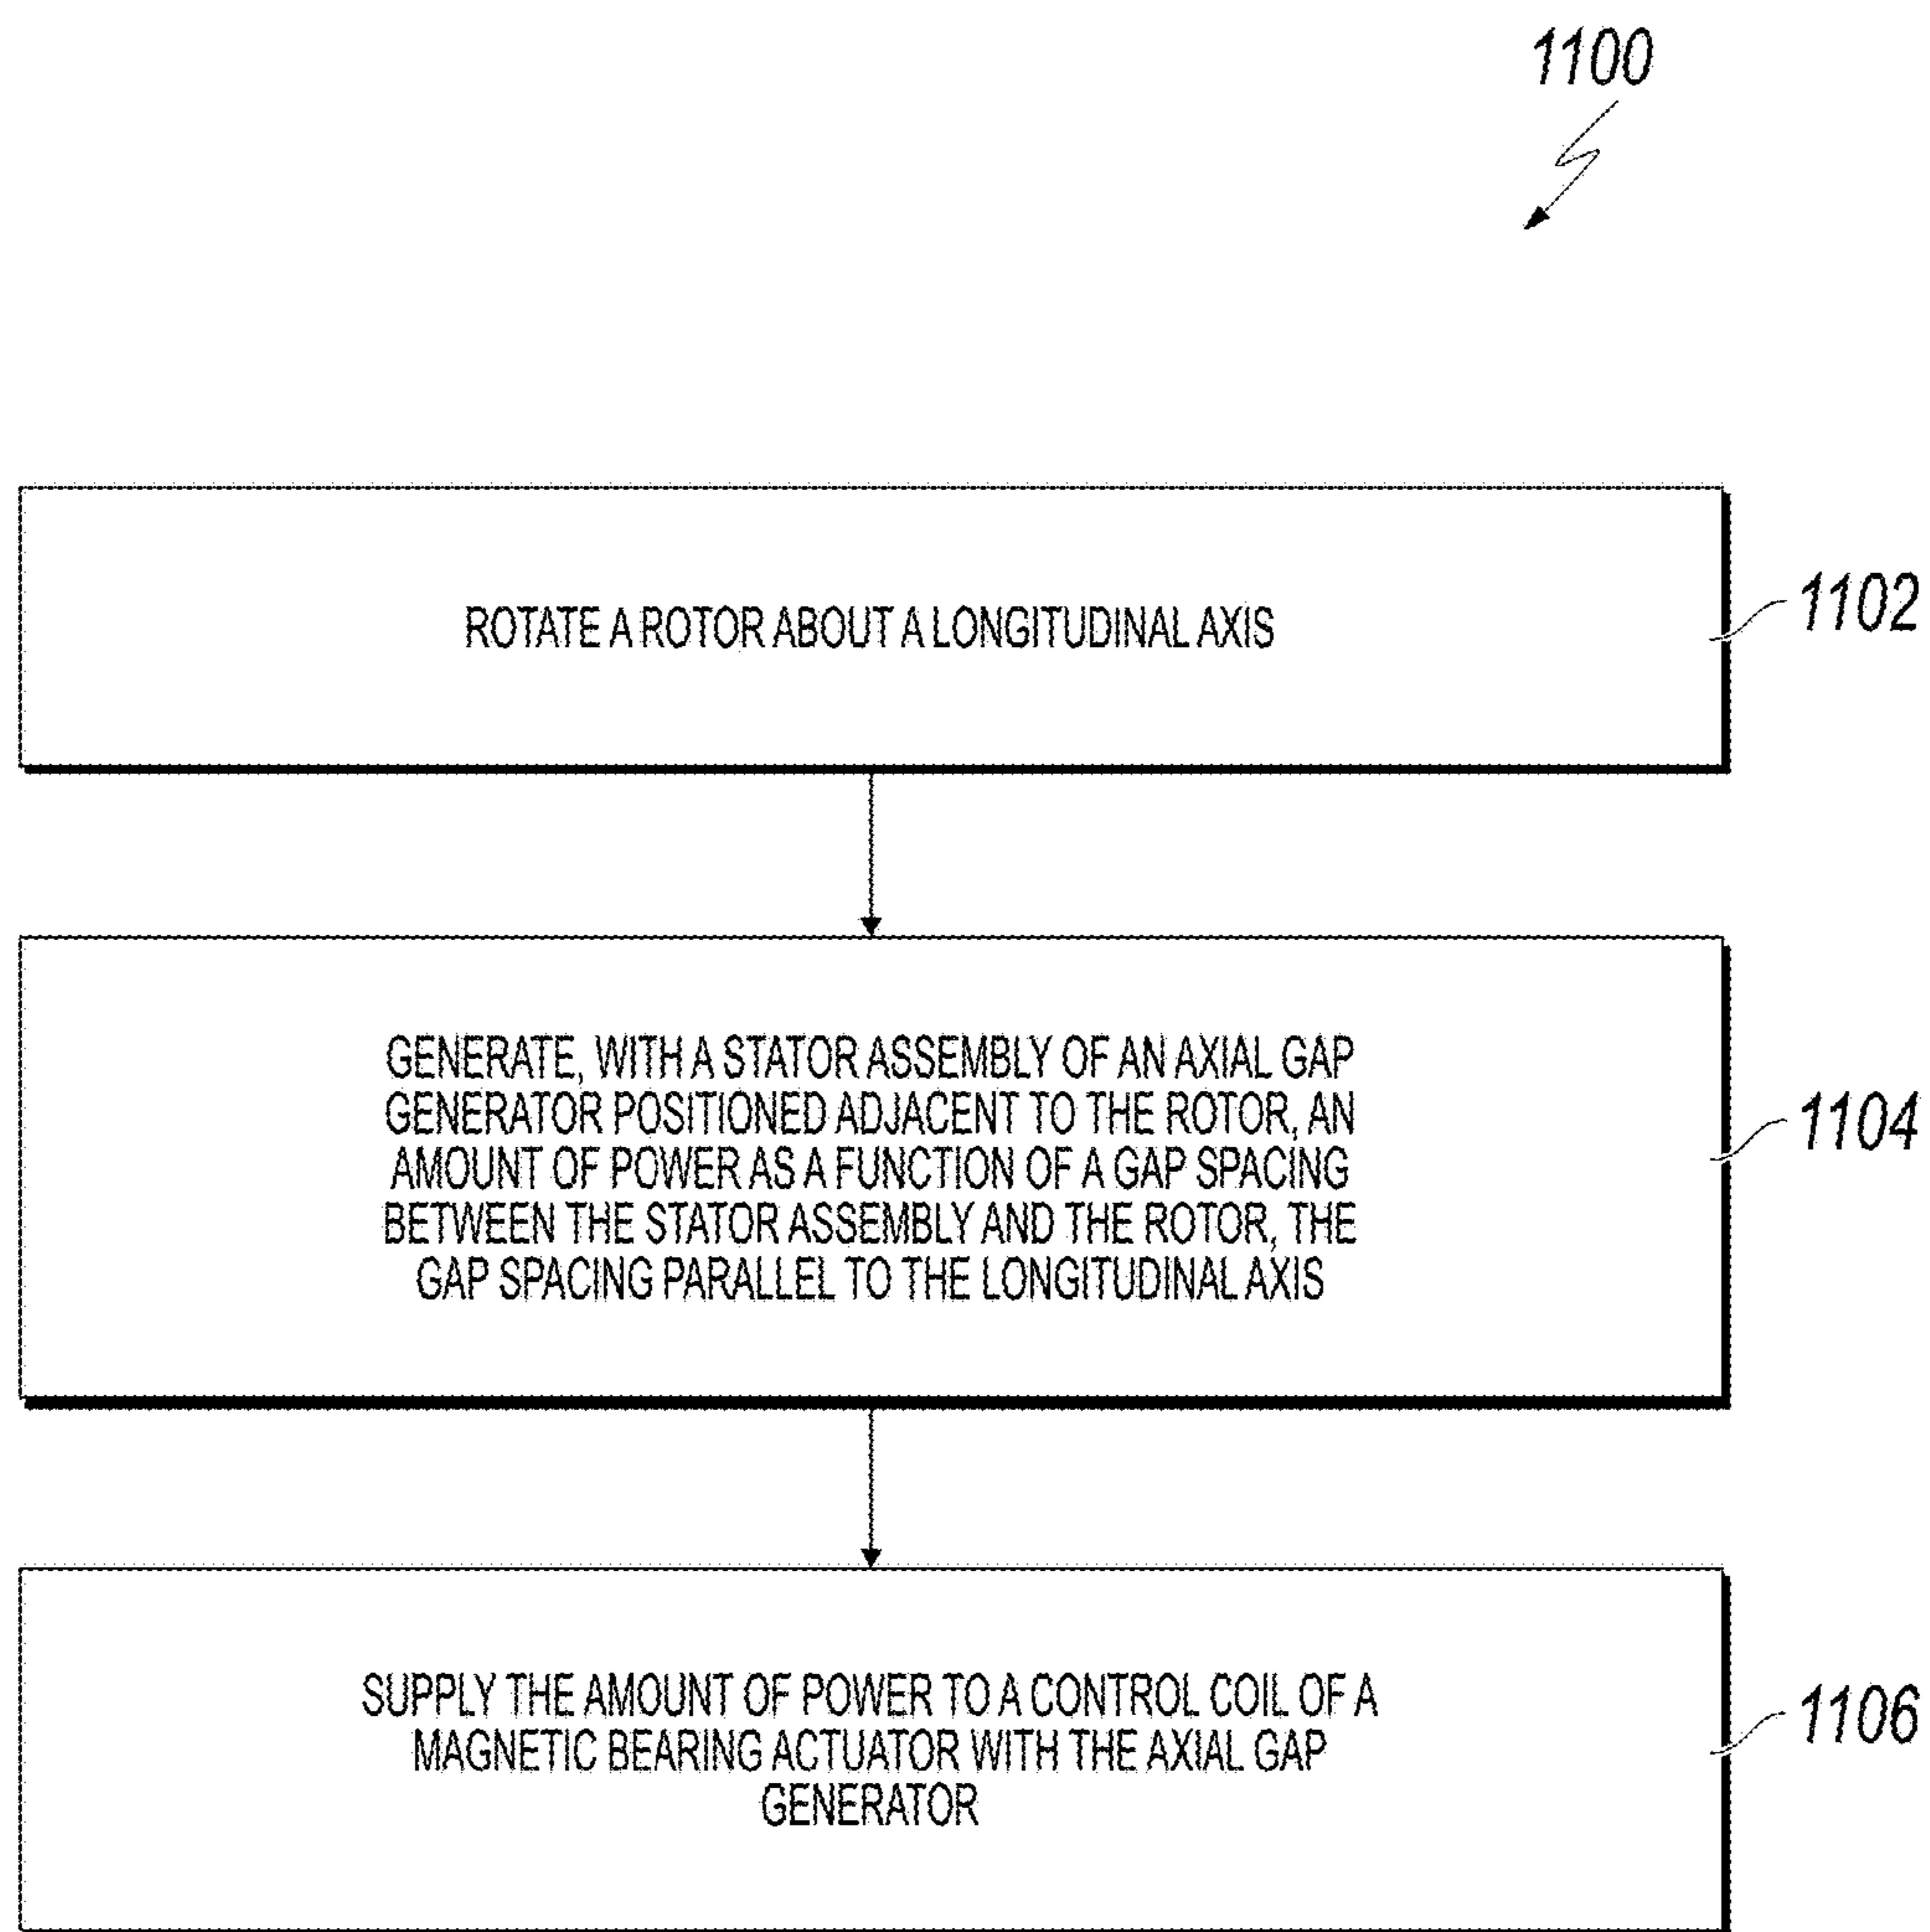 1100
ROTATE A ROTOR ABOUT A LONGITUDINAL AXIS
1102
GENERATE, WITH A STATOR ASSEMBLY OF AN AXIAL GAP
GENERATOR POSITIONED ADJACENT TO THE ROTOR, AN
AMOUNT OF POWER AS A FUNCTION OF A GAP SPACING
BETWEEN THE STATOR ASSEMBLY AND THE ROTOR, THE
GAP SPACING PARALLEL TO THE LONGITUDINAL AXIS
1104
SUPPLY THE AMOUNT OF POWER TO A CONTROL COIL OF A
MAGNETIC BEARING ACTUATOR WITH THE AXIAL GAP
GENERATOR
1106